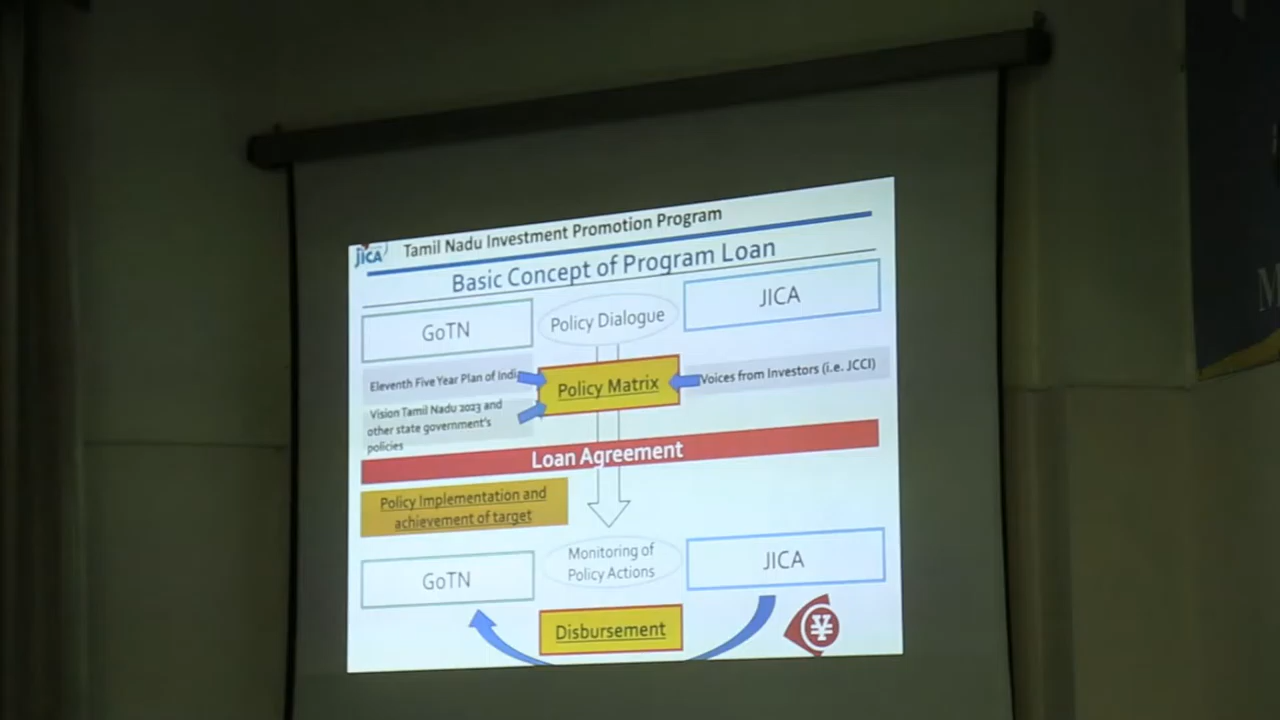 JICA
Tamil Nadu Investment Promotion Program
Basic Concept of Program Loan
GoTN
Policy Dialogue
JICA
Eleventh Five Year Plan of Indi
Policy Matrix
Voices from Investors (i.e. JCCI)
Vision Tamil Nadu 2023 and
other state government's
policies
Loan Agreement
Policy Implementation and
achievement of target
GoTN
Monitoring of
Policy Actions
JICA
Disbursement
¥
M